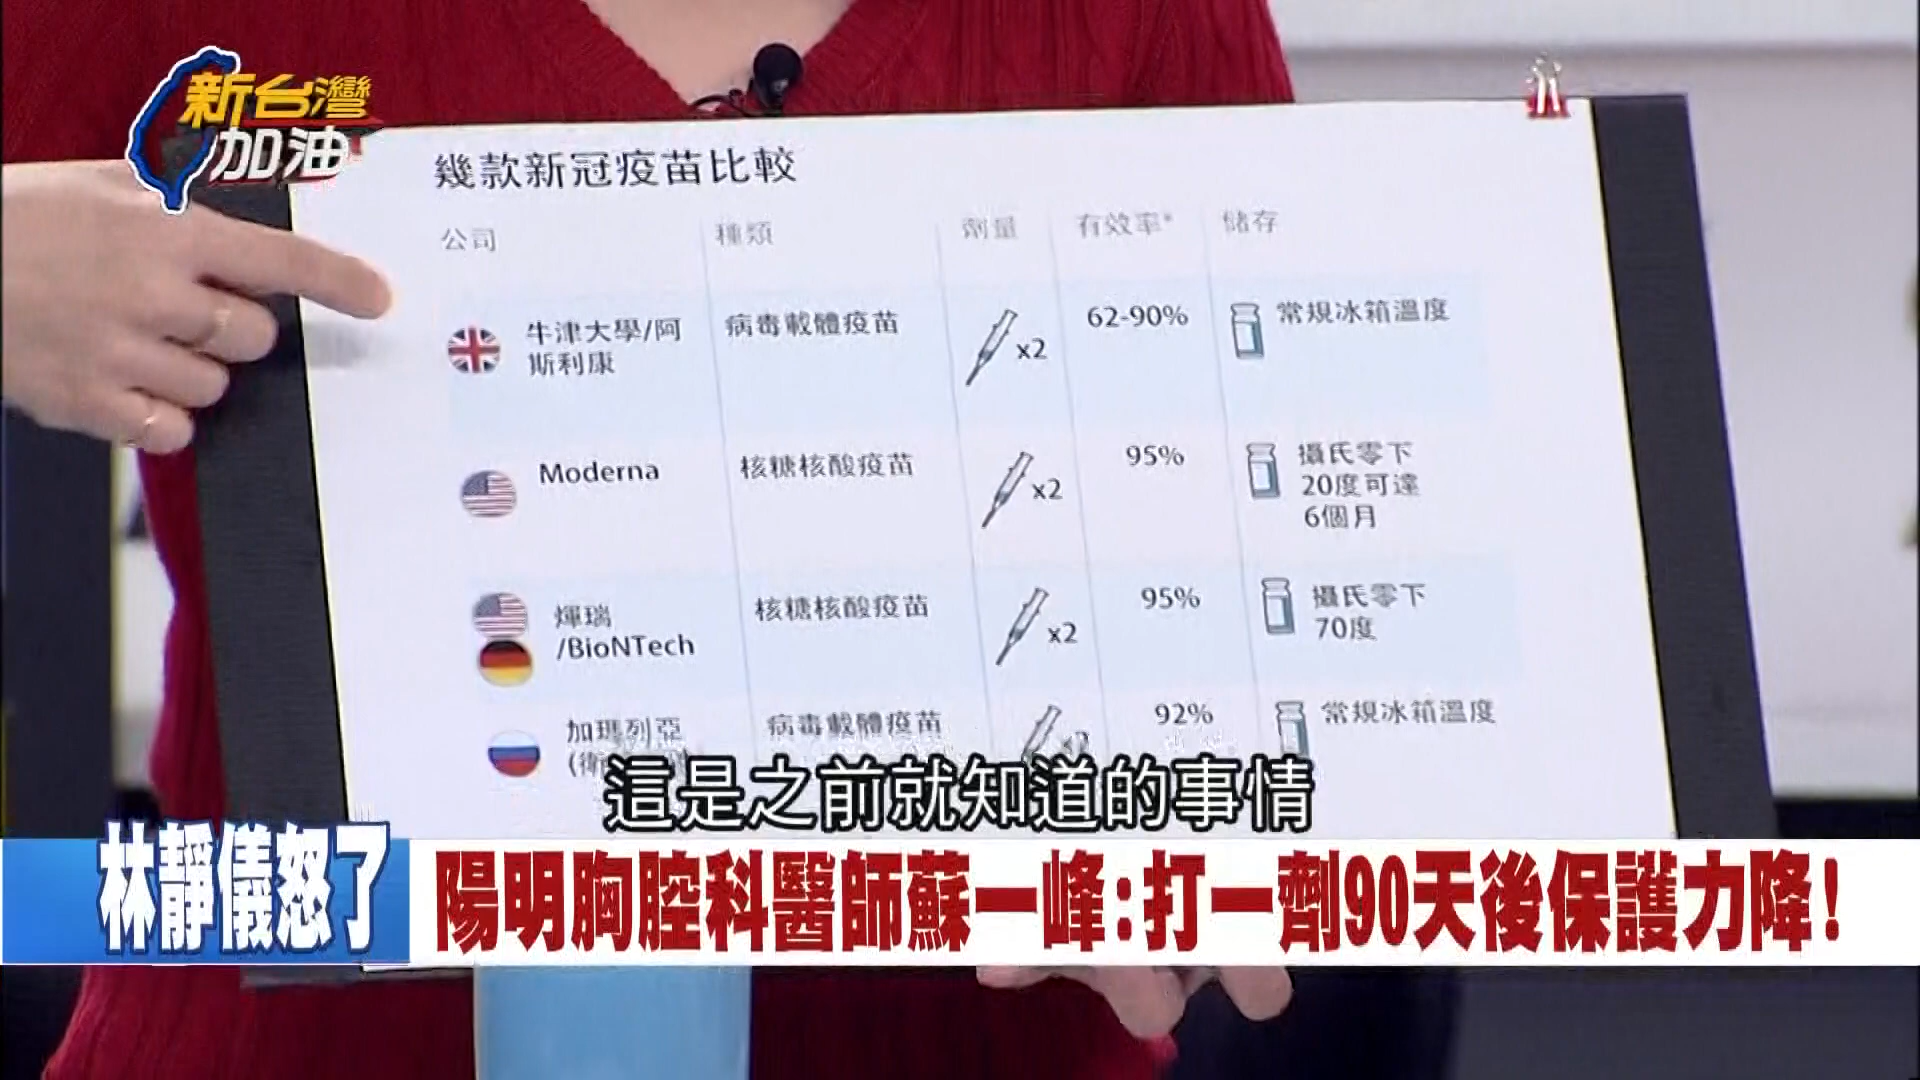 新台灣
加油
幾款新冠疫苗比較
公司 種類 劑量 有效率* 儲存
牛津大學/阿
斯利康
病毒載體疫苗
x2
62-90%
常規冰箱溫度
Moderna
核糖核酸疫苗
x2
95%
攝氏零下
20度可達
6個月
煇瑞
/BioNTech
核糖核酸疫苗
x2
95%
攝氏零下
70度
加瑪列亞
病毒載體疫苗
x2
92%
常規冰箱溫度
這是之前就知道的事情
林靜儀怒了
陽明胸腔科醫師蘇一峰:打一劑90天後保護力降!